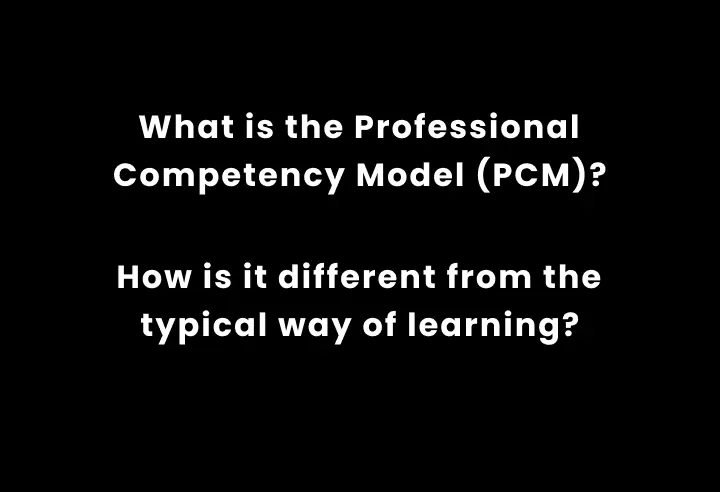 What is the Professional
Competency Model (PCM)?
How is it different from the
typical way of learning?